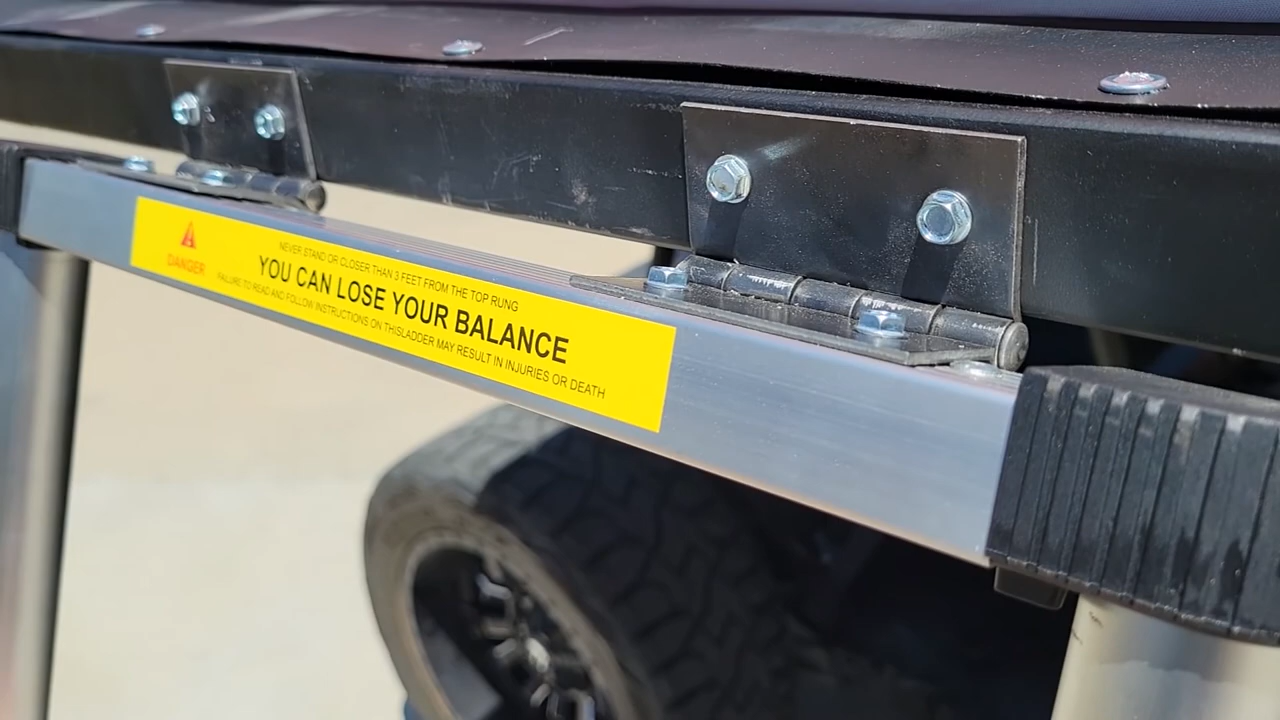 NEVER STAND OR CLOSER THAN 3 FEET FROM THE TOP RUNG
DANGER
YOU CAN LOSE YOUR BALANCE
FAILURE TO READ AND FOLLOW INSTRUCTIONS ON THISLADDER MAY RESULT IN INJURIES OR DEATH